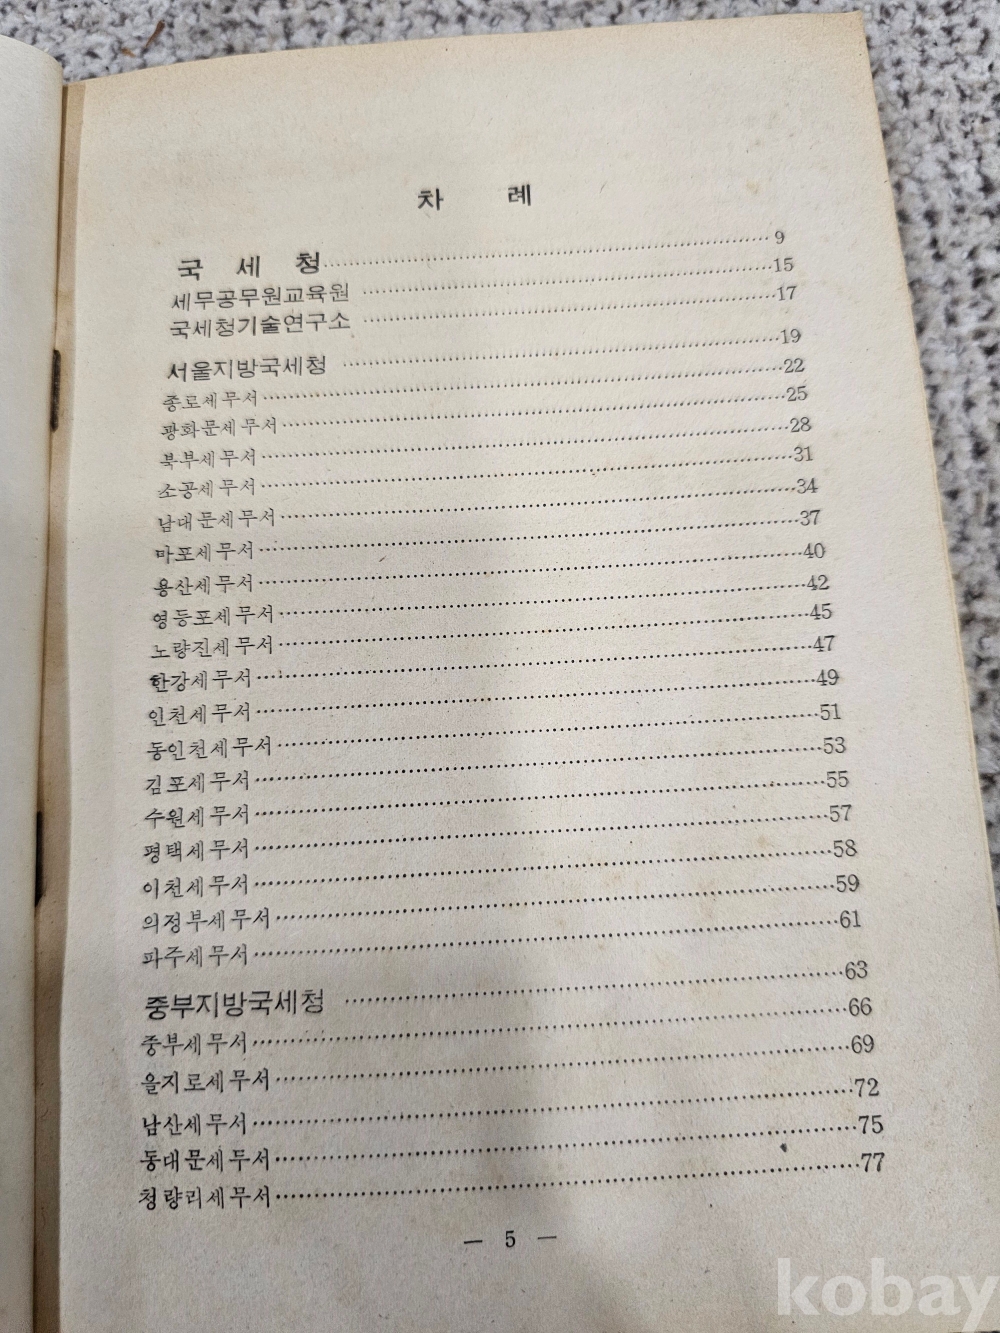 차 례
국 세 청 ········ 9
세무공무원교육원 ········ 15
국세청기술연구소 ········ 17
서울지방국세청 ········ 19
종로세무서 ········ 22
광화문세무서 ········ 25
북부세무서 ········ 28
소공세무서 ········ 31
남대문세무서 ········ 34
마포세무서 ········ 37
용산세무서 ········ 40
영등포세무서 ········ 42
노량진세무서 ········ 45
한강세무서 ········ 47
인천세무서 ········ 49
동인천세무서 ········ 51
김포세무서 ········ 53
수원세무서 ········ 55
평택세무서 ········ 57
이천세무서 ········ 58
의정부세무서 ········ 59
파주세무서 ········ 61
중부지방국세청 ········ 63
중부세무서 ········ 66
을지로세무서 ········ 69
남산세무서 ········ 72
동대문세무서 ········ 75
청량리세무서 ········ 77
— 5 —
kobay